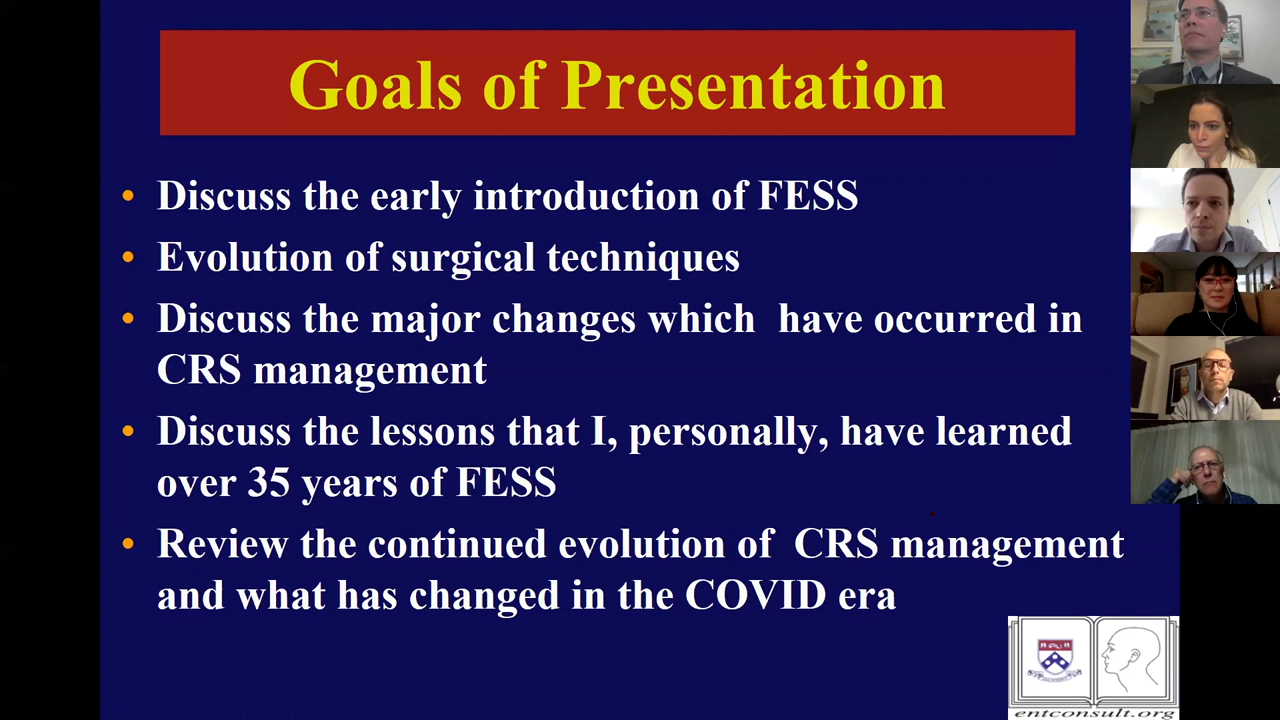 Goals of Presentation
• Discuss the early introduction of FESS
• Evolution of surgical techniques
• Discuss the major changes which  have occurred in
CRS management
• Discuss the lessons that I, personally, have learned
over 35 years of FESS
• Review the continued evolution of  CRS management
and what has changed in the COVID era
entconsult.org